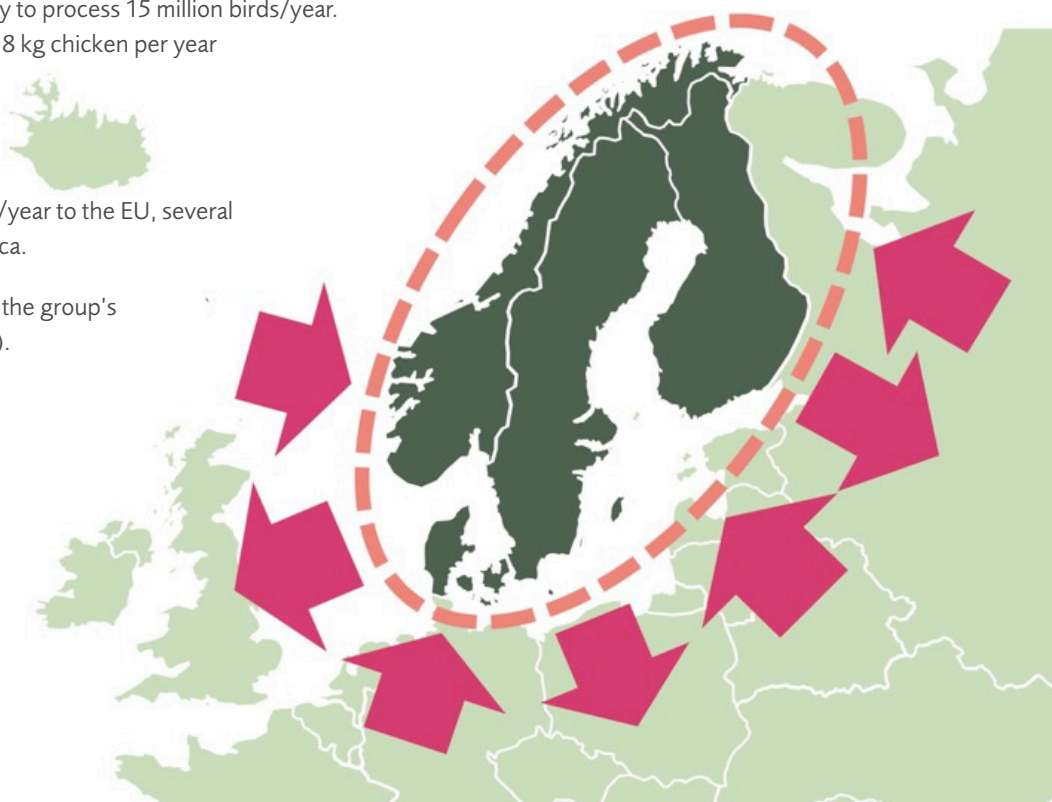 to process 15 million birds/year.
8 kg chicken per year
/year to the EU, several
ca.
the group's
).